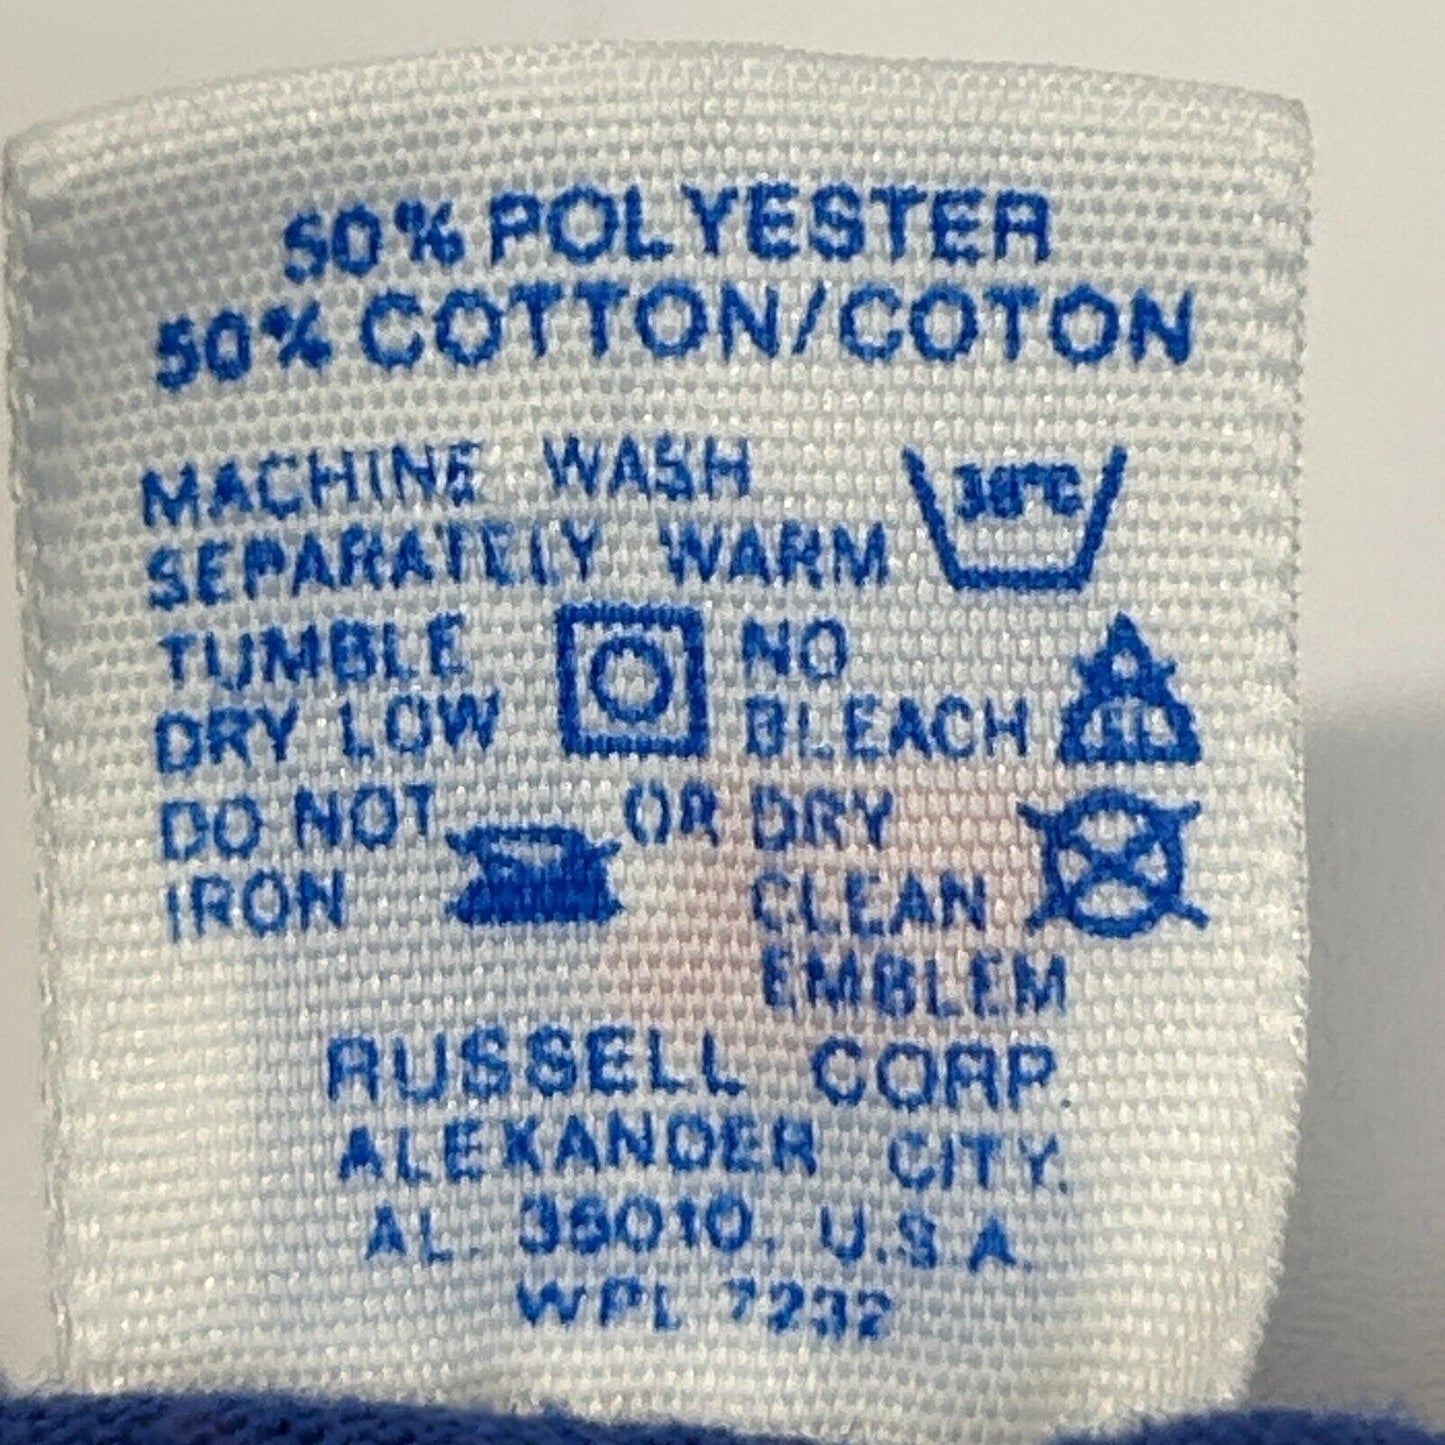 50% POLYESTER
50% COTTON/COTON
MACHINE WASH
SEPARATELY WARM
38°C
TUMBLE
DRY LOW
NO
BLEACH
DO NOT
IRON
OR DRY
CLEAN
EMBLEM
RUSSELL CORP.
ALEXANDER CITY.
AL. 35010, U.S.A.
WPL 7232